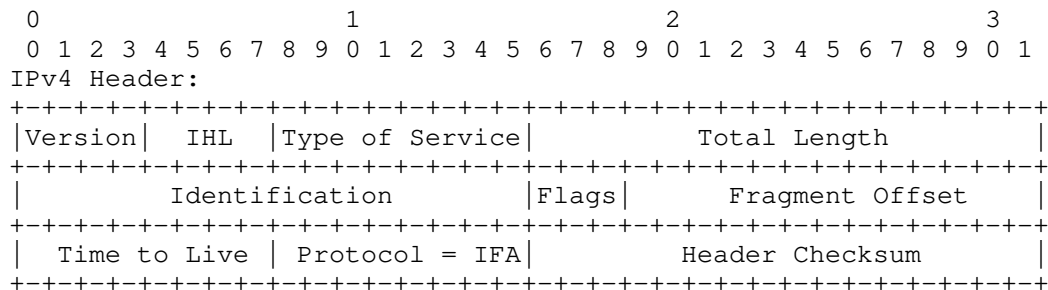 0                   1                   2                   3
 0 1 2 3 4 5 6 7 8 9 0 1 2 3 4 5 6 7 8 9 0 1 2 3 4 5 6 7 8 9 0 1
IPv4 Header:
+-+-+-+-+-+-+-+-+-+-+-+-+-+-+-+-+-+-+-+-+-+-+-+-+-+-+-+-+-+-+-+-+
|Version|  IHL  |Type of Service|          Total Length         |
+-+-+-+-+-+-+-+-+-+-+-+-+-+-+-+-+-+-+-+-+-+-+-+-+-+-+-+-+-+-+-+-+
|         Identification        |Flags|      Fragment Offset    |
+-+-+-+-+-+-+-+-+-+-+-+-+-+-+-+-+-+-+-+-+-+-+-+-+-+-+-+-+-+-+-+-+
|  Time to Live | Protocol = IFA|         Header Checksum       |
+-+-+-+-+-+-+-+-+-+-+-+-+-+-+-+-+-+-+-+-+-+-+-+-+-+-+-+-+-+-+-+-+